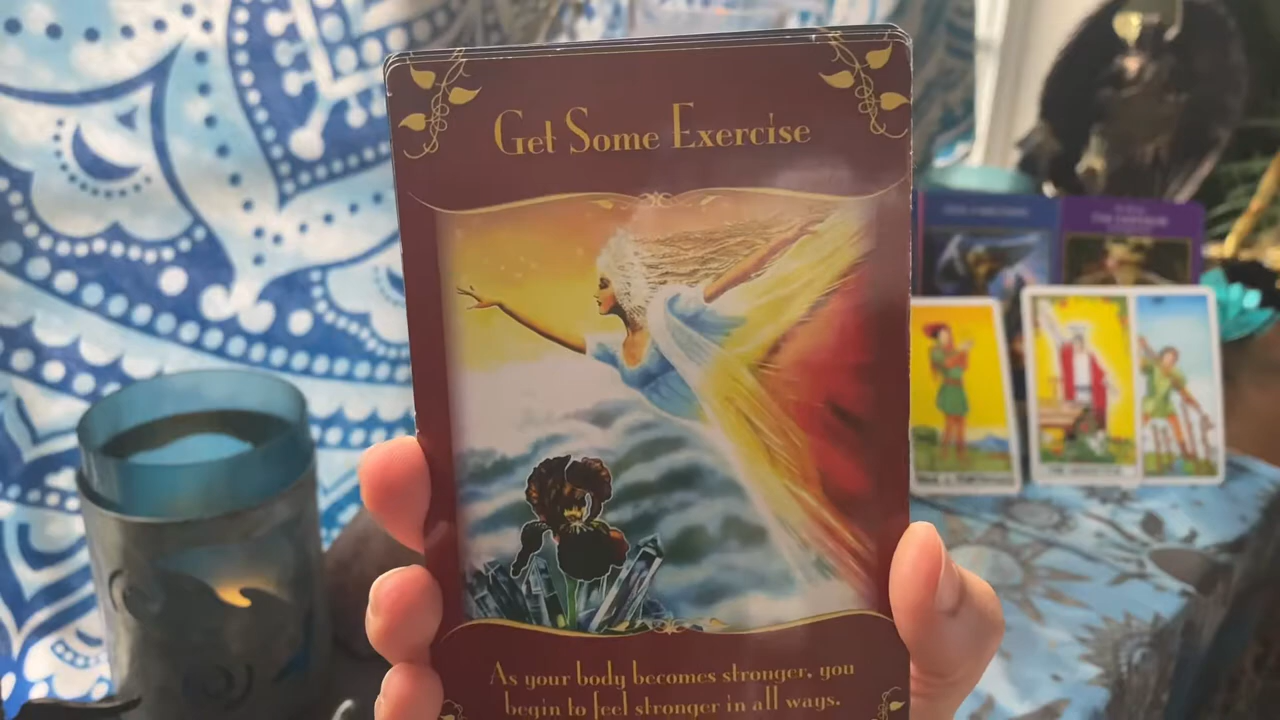 Get Some Exercise
As your body becomes stronger, you
begin to feel stronger in all ways.